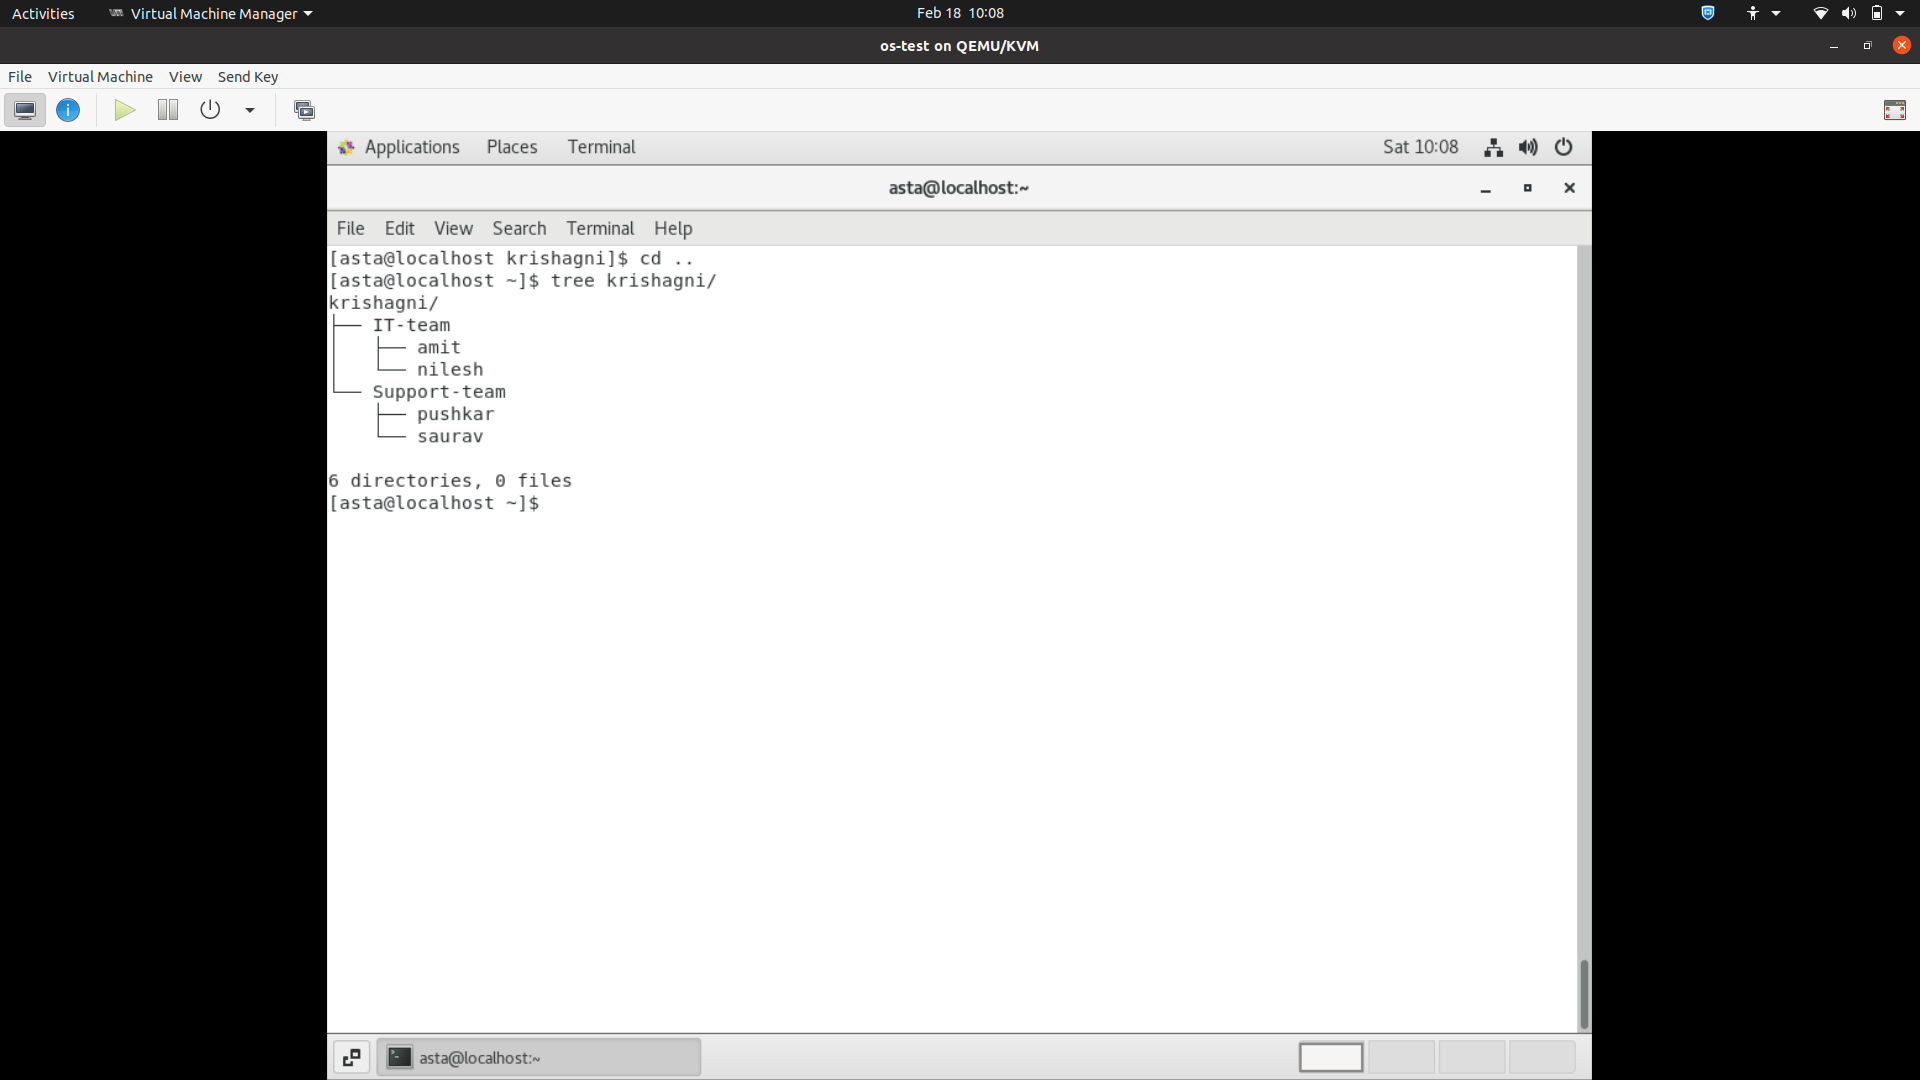 Activities Virtual Machine Manager Feb 18 10:08
os-test on QEMU/KVM
File Virtual Machine View Send Key
Applications Places Terminal Sat 10:08
asta@localhost:~
File Edit View Search Terminal Help
[asta@localhost krishagni]$ cd ..
[asta@localhost ~]$ tree krishagni/
krishagni/
├── IT-team
│   ├── amit
│   └── nilesh
└── Support-team
    ├── pushkar
    └── saurav
6 directories, 0 files
[asta@localhost ~]$
asta@localhost:~